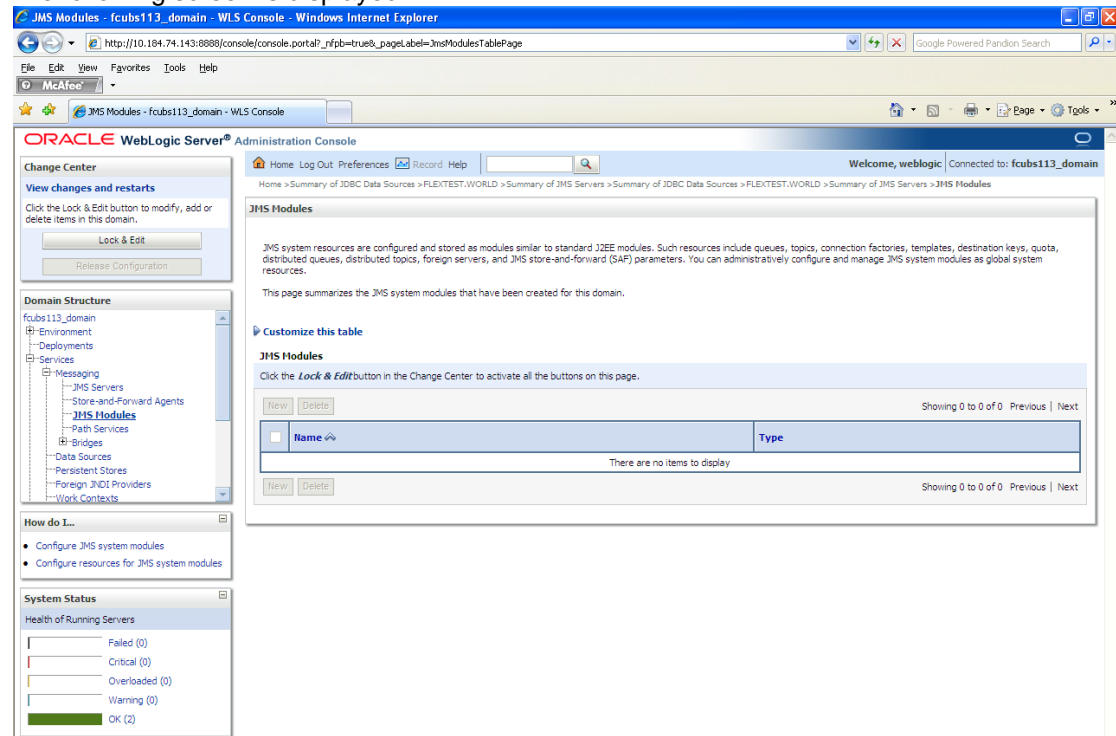 JMS Modules - fcubs113_domain - WLS Console - Windows Internet Explorer
http://10.184.74.143:8888/console/console.portal?_nfpb=true&_pageLabel=JmsModulesTablePage
Google Powered Pandion Search
File Edit View Favorites Tools Help
McAfee
JMS Modules - fcubs113_domain - WLS Console
Page Tools
ORACLE WebLogic Server® Administration Console
Change Center
View changes and restarts
Click the Lock & Edit button to modify, add or
delete items in this domain.
Lock & Edit
Release Configuration
Domain Structure
fcubs113_domain
Environment
Deployments
Services
Messaging
JMS Servers
Store-and-Forward Agents
JMS Modules
Path Services
Bridges
Data Sources
Persistent Stores
Foreign JNDI Providers
Work Contexts
How do I...
Configure JMS system modules
Configure resources for JMS system modules
System Status
Health of Running Servers
Failed (0)
Critical (0)
Overloaded (0)
Warning (0)
OK (2)
Home Log Out Preferences Record Help
Welcome, weblogic Connected to: fcubs113_domain
Home >Summary of JDBC Data Sources >FLEXTEST.WORLD >Summary of JMS Servers >Summary of JDBC Data Sources >FLEXTEST.WORLD >Summary of JMS Servers >JMS Modules
JMS Modules
JMS system resources are configured and stored as modules similar to standard J2EE modules. Such resources include queues, topics, connection factories, templates, destination keys, quota,
distributed queues, distributed topics, foreign servers, and JMS store-and-forward (SAF) parameters. You can administratively configure and manage JMS system modules as global system
resources.
This page summarizes the JMS system modules that have been created for this domain.
Customize this table
JMS Modules
Click the Lock & Edit button in the Change Center to activate all the buttons on this page.
New Delete
Showing 0 to 0 of 0 Previous | Next
Name
Type
There are no items to display
New Delete
Showing 0 to 0 of 0 Previous | Next